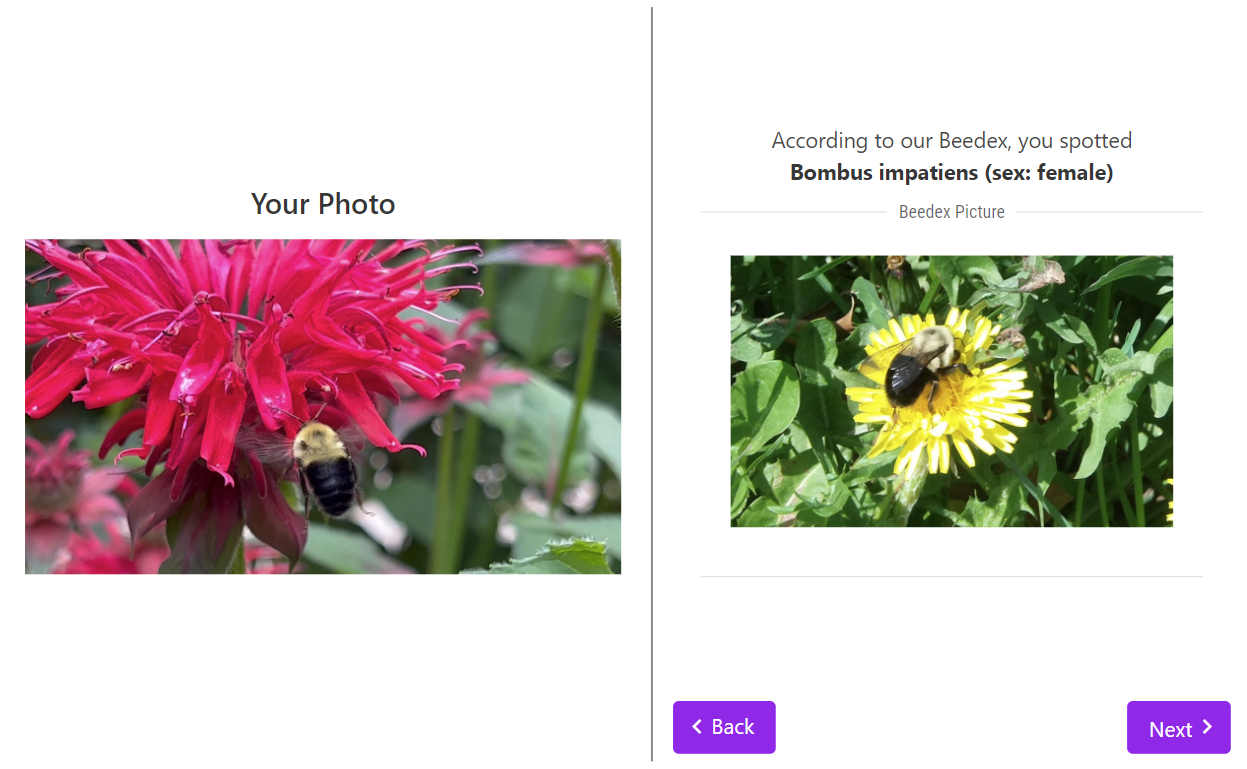 Your Photo
According to our Beedex, you spotted
Bombus impatiens (sex: female)
Beedex Picture
Back
Next